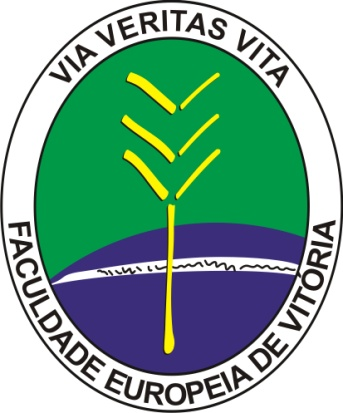 VIA VERITAS VITA
FACULDADE EUROPEIA DE VITÓRIA